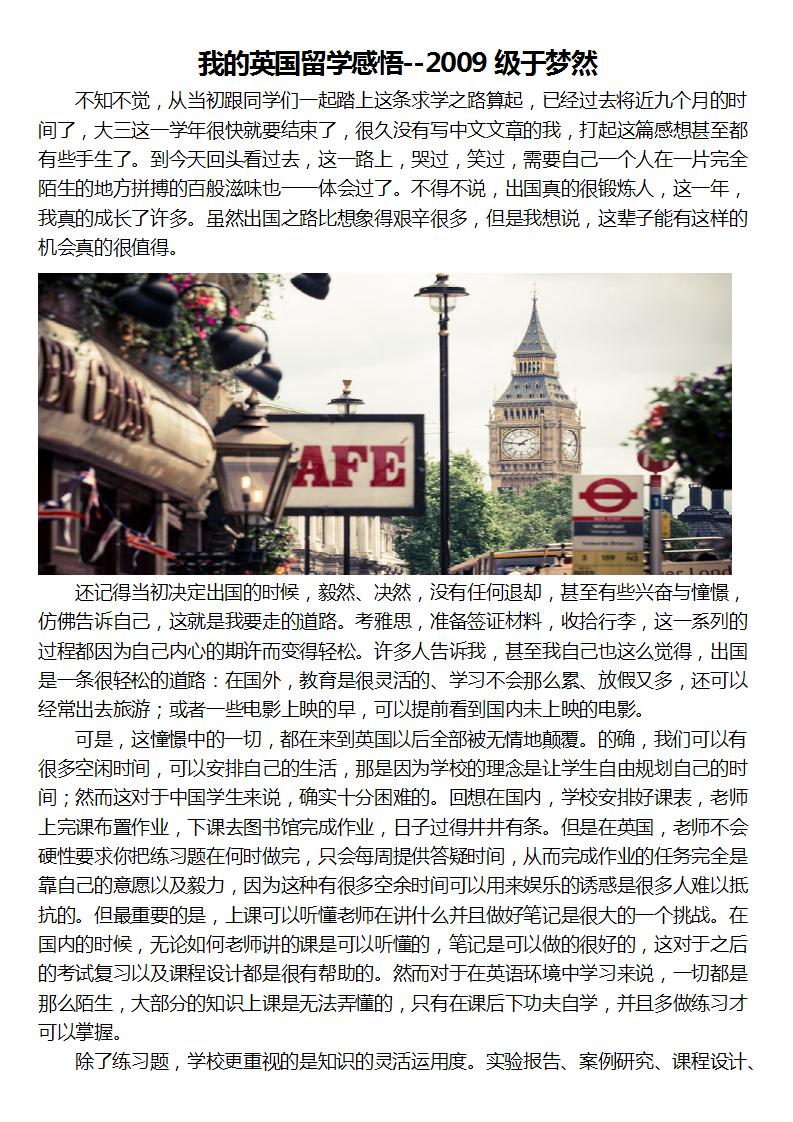 我的英国留学感悟--2009 级于梦然
不知不觉，从当初跟同学们一起踏上这条求学之路算起，已经过去将近九个月的时
间了，大三这一学年很快就要结束了，很久没有写中文文章的我，打起这篇感想甚至都
有些手生了。到今天回头看过去，这一路上，哭过，笑过，需要自己一个人在一片完全
陌生的地方拼搏的百般滋味也一一体会过了。不得不说，出国真的很锻炼人，这一年，
我真的成长了许多。虽然出国之路比想象得艰辛很多，但是我想说，这辈子能有这样的
机会真的很值得。
AFÉ
BUS STOP
Whitehall
towards Brixton
3 159 N3
还记得当初决定出国的时候，毅然、决然，没有任何退却，甚至有些兴奋与憧憬，
仿佛告诉自己，这就是我要走的道路。考雅思，准备签证材料，收拾行李，这一系列的
过程都因为自己内心的期许而变得轻松。许多人告诉我，甚至我自己也这么觉得，出国
是一条很轻松的道路：在国外，教育是很灵活的、学习不会那么累、放假又多，还可以
经常出去旅游；或者一些电影上映的早，可以提前看到国内未上映的电影。
可是，这憧憬中的一切，都在来到英国以后全部被无情地颠覆。的确，我们可以有
很多空闲时间，可以安排自己的生活，那是因为学校的理念是让学生自由规划自己的时
间；然而这对于中国学生来说，确实十分困难的。回想在国内，学校安排好课表，老师
上完课布置作业，下课去图书馆完成作业，日子过得井井有条。但是在英国，老师不会
硬性要求你把练习题在何时做完，只会每周提供答疑时间，从而完成作业的任务完全是
靠自己的意愿以及毅力，因为这种有很多空余时间可以用来娱乐的诱惑是很多人难以抵
抗的。但最重要的是，上课可以听懂老师在讲什么并且做好笔记是很大的一个挑战。在
国内的时候，无论如何老师讲的课是可以听懂的，笔记是可以做的很好的，这对于之后
的考试复习以及课程设计都是很有帮助的。然而对于在英语环境中学习来说，一切都是
那么陌生，大部分的知识上课是无法弄懂的，只有在课后下功夫自学，并且多做练习才
可以掌握。
除了练习题，学校更重视的是知识的灵活运用度。实验报告、案例研究、课程设计、